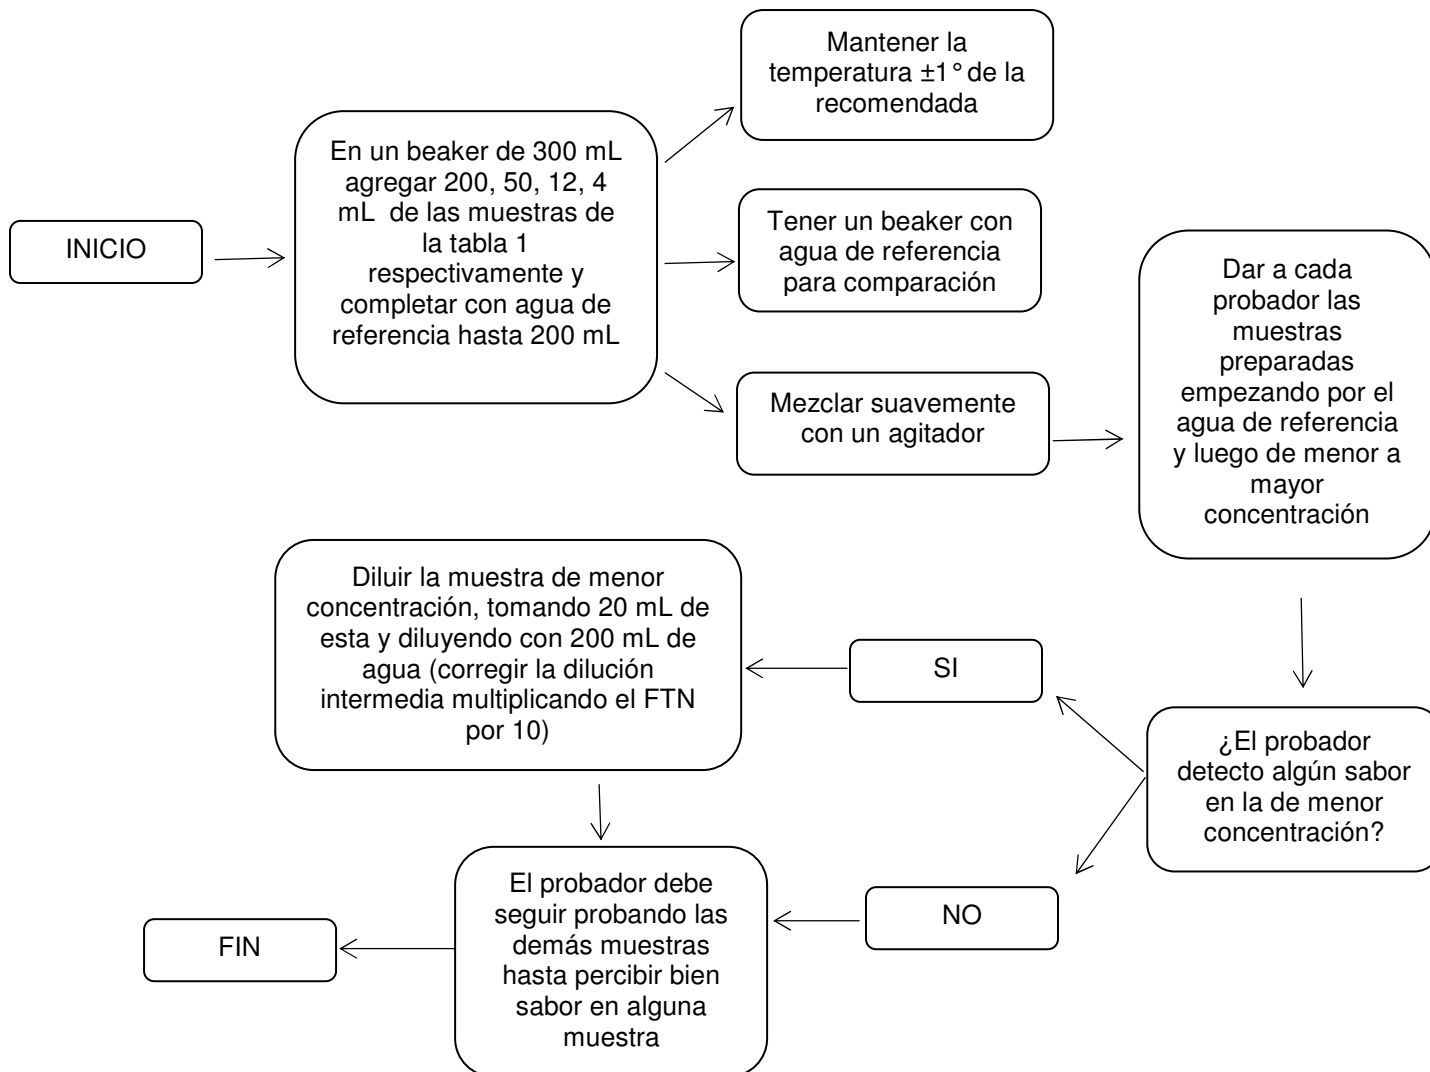 INICIO
En un beaker de 300 mL
agregar 200, 50, 12, 4
mL de las muestras de
la tabla 1
respectivamente y
completar con agua de
referencia hasta 200 mL
Mantener la
temperatura ±1° de la
recomendada
Tener un beaker con
agua de referencia
para comparación
Mezclar suavemente
con un agitador
Dar a cada
probador las
muestras
preparadas
empezando por el
agua de referencia
y luego de menor a
mayor
concentración
¿El probador
detecto algún sabor
en la de menor
concentración?
SI
Diluir la muestra de menor
concentración, tomando 20 mL de
esta y diluyendo con 200 mL de
agua (corregir la dilución
intermedia multiplicando el FTN
por 10)
NO
El probador debe
seguir probando las
demás muestras
hasta percibir bien
sabor en alguna
muestra
FIN